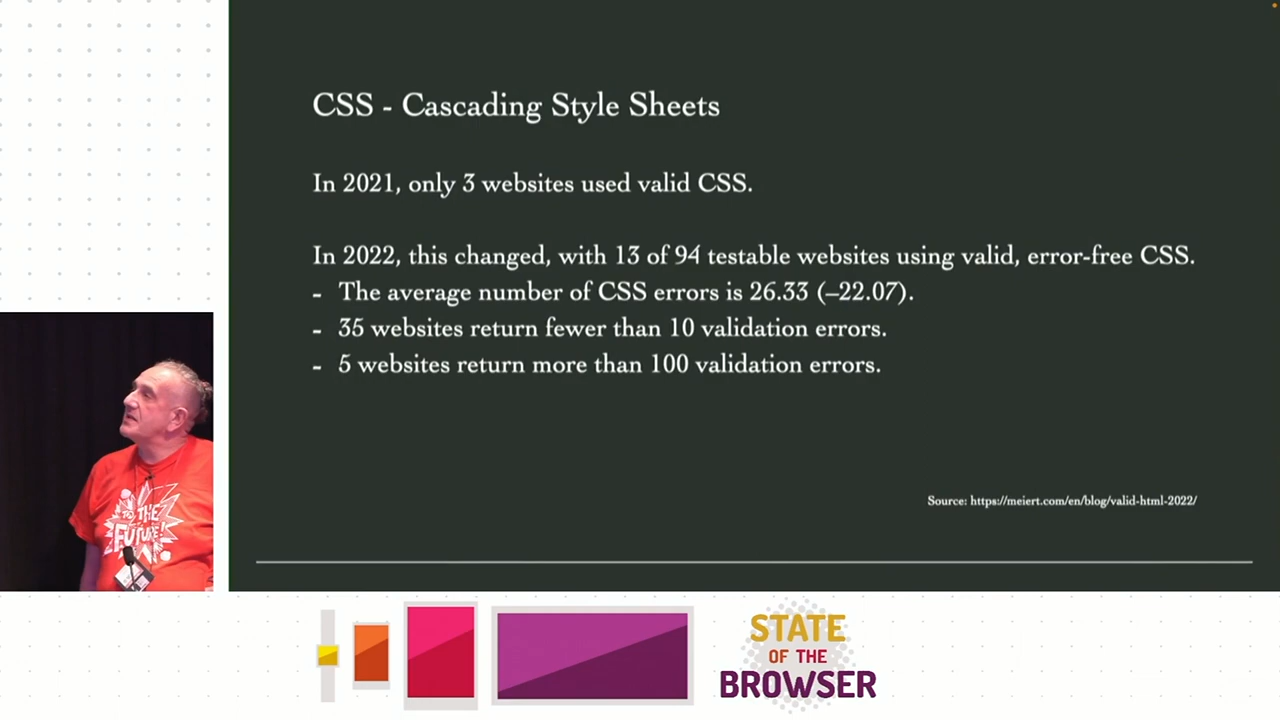 CSS - Cascading Style Sheets
In 2021, only 3 websites used valid CSS.
In 2022, this changed, with 13 of 94 testable websites using valid, error-free CSS.
- The average number of CSS errors is 26.33 (–22.07).
- 35 websites return fewer than 10 validation errors.
- 5 websites return more than 100 validation errors.
Source: https://meiert.com/en/blog/valid-html-2022/
TO THE
FUTURE!
STATE
OF THE
BROWSER